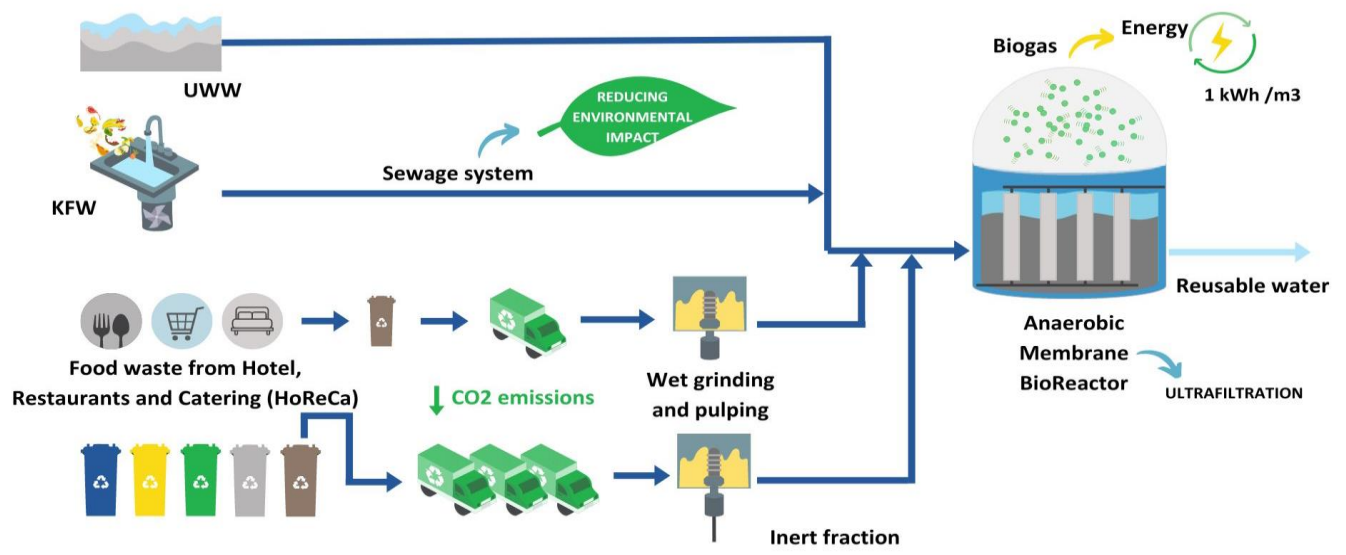 UWW
KFW
Sewage system
REDUCING
ENVIRONMENTAL
IMPACT
Biogas
Energy
1 kWh /m3
Reusable water
Anaerobic
Membrane
BioReactor
ULTRAFILTRATION
Food waste from Hotel,
Restaurants and Catering (HoReCa)
CO2 emissions
Wet grinding
and pulping
Inert fraction